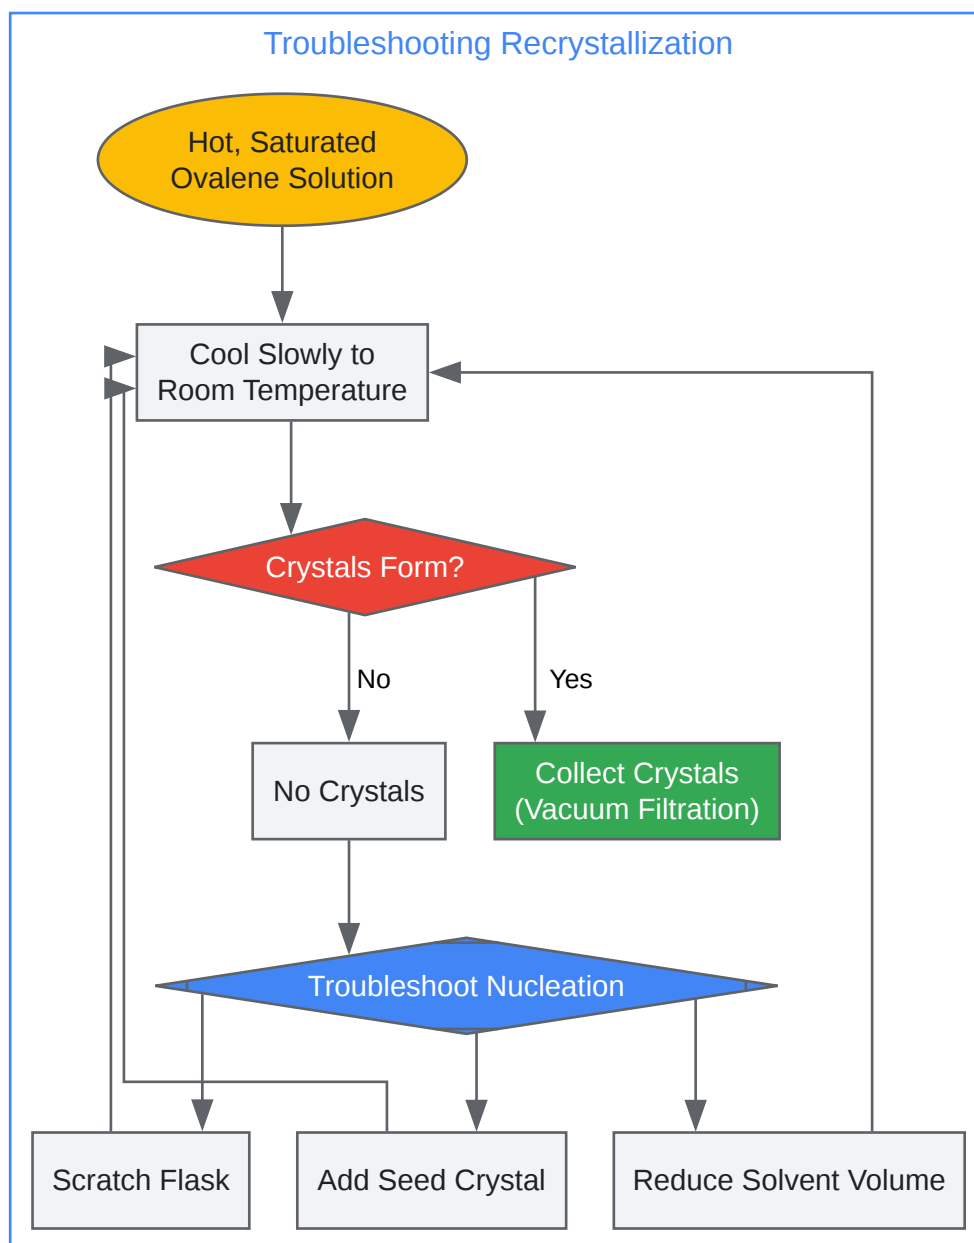 Troubleshooting Recrystallization
Hot, Saturated
Ovalene Solution
Cool Slowly to
Room Temperature
Crystals Form?
No
Yes
No Crystals
Collect Crystals
(Vacuum Filtration)
Troubleshoot Nucleation
Scratch Flask
Add Seed Crystal
Reduce Solvent Volume